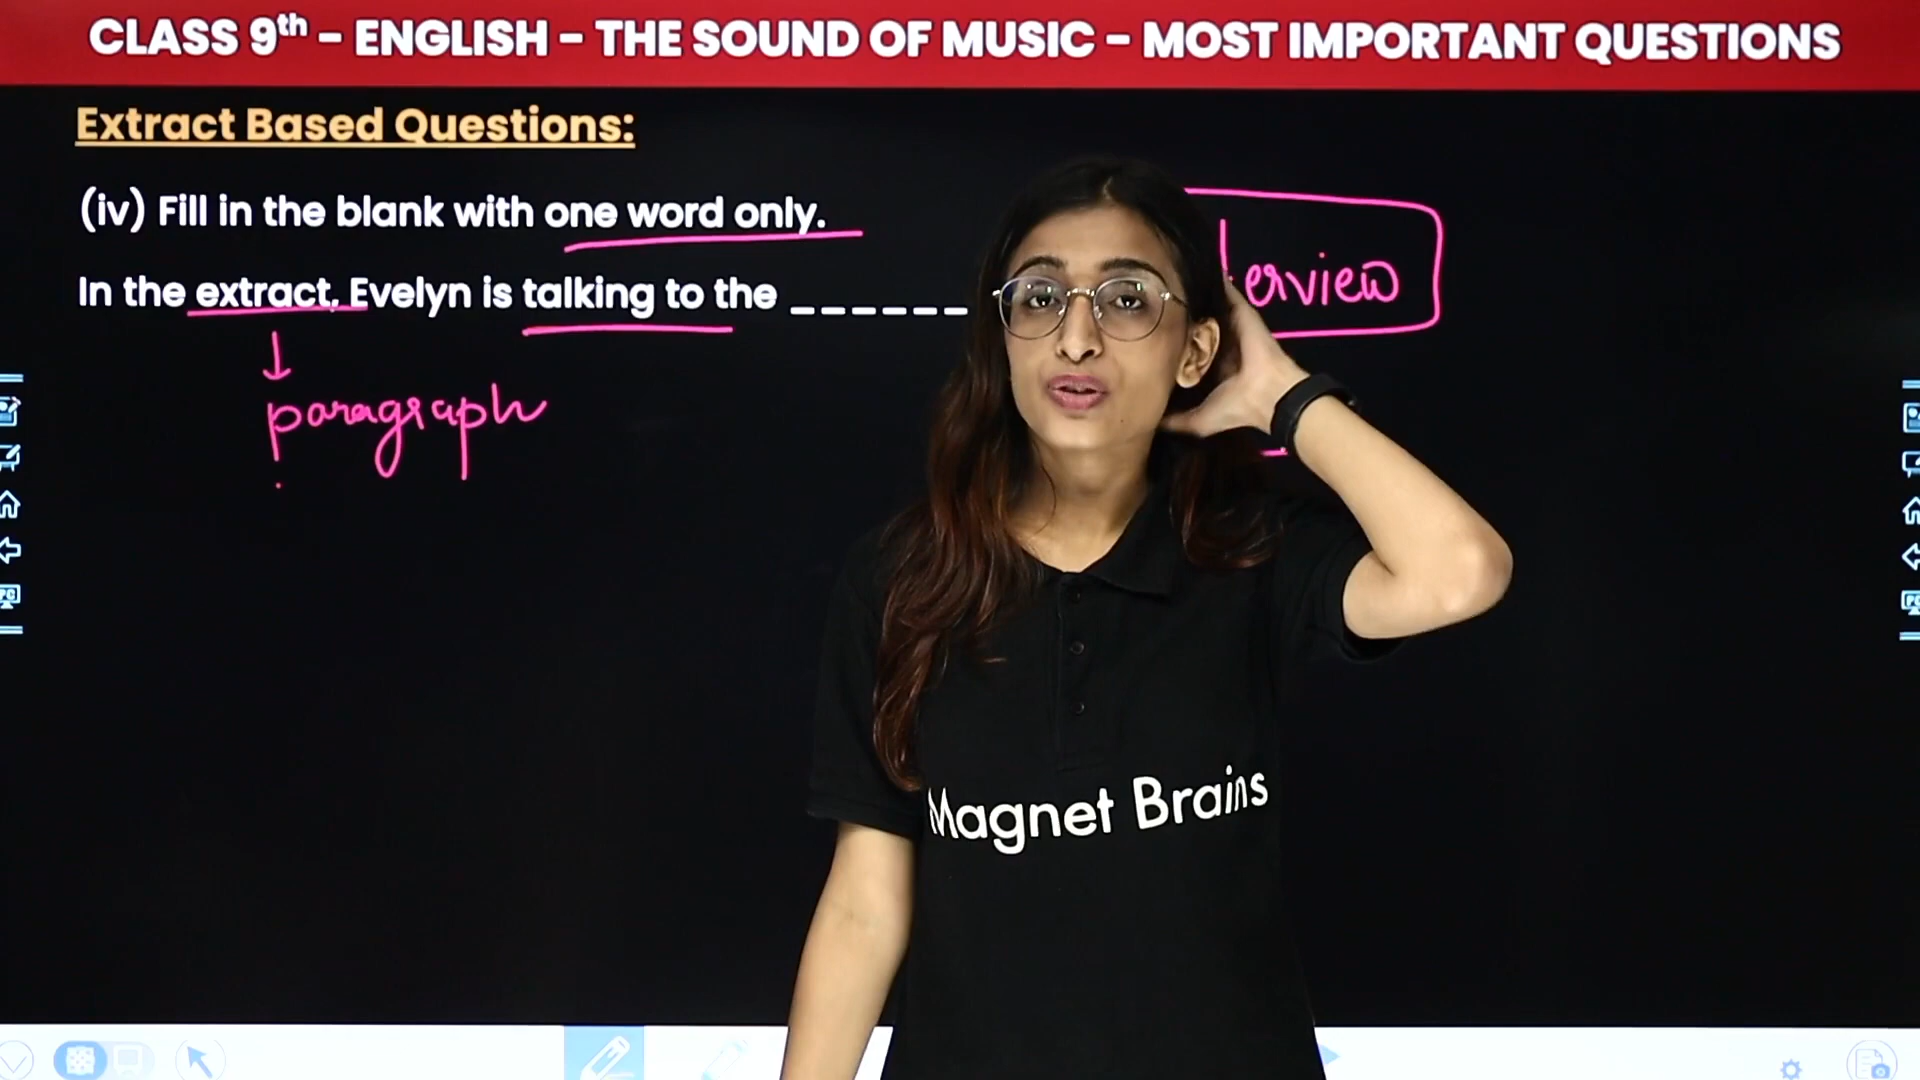 CLASS 9th - ENGLISH - THE SOUND OF MUSIC - MOST IMPORTANT QUESTIONS
Extract Based Questions:
(iv) Fill in the blank with one word only.
In the extract, Evelyn is talking to the ______
erview
paragraph
Magnet Brains